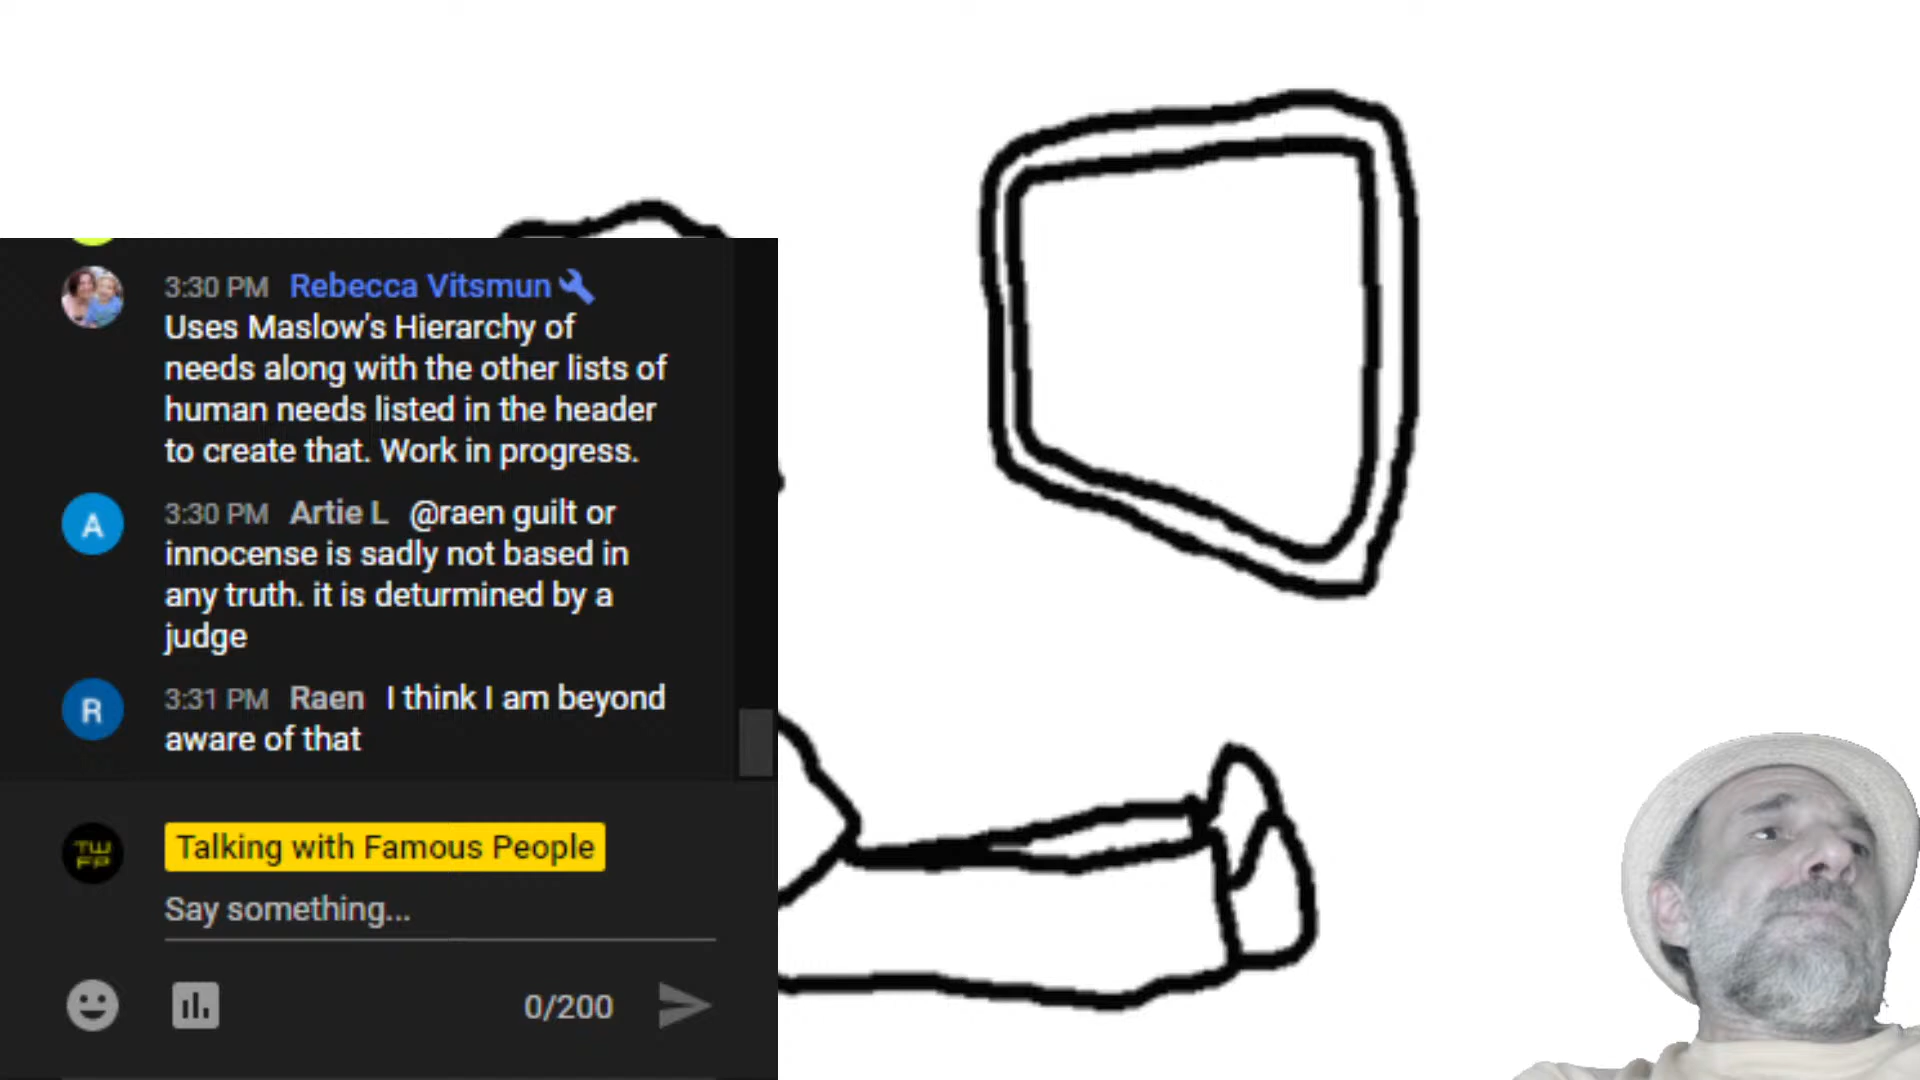 3:30 PM Rebecca Vitsmun
Uses Maslow's Hierarchy of
needs along with the other lists of
human needs listed in the header
to create that. Work in progress.
A
3:30 PM Artie L @raen guilt or
innocense is sadly not based in
any truth. it is deturmined by a
judge
R
3:31 PM Raen I think I am beyond
aware of that
TW
FP
Talking with Famous People
Say something...
0/200